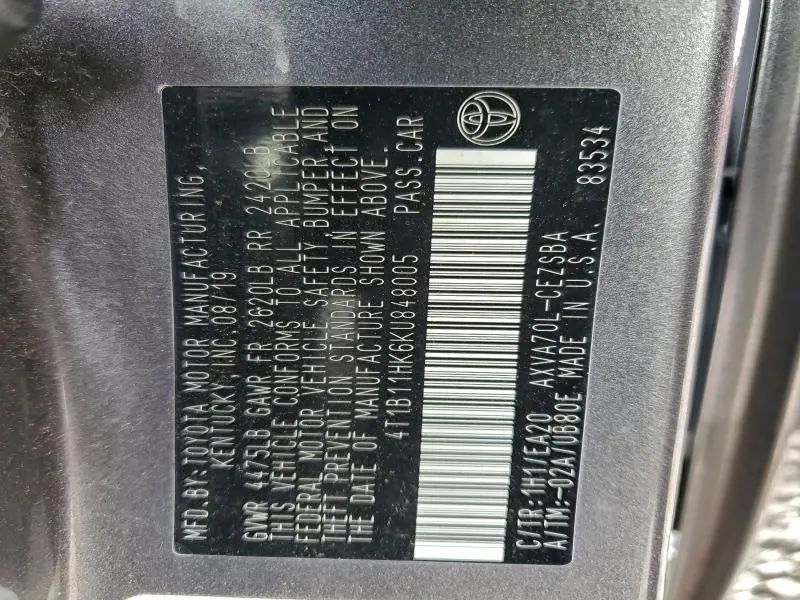 MFD.BY: TOYOTA MOTOR MANUFACTURING,
KENTUCKY, INC. 08/19
GVWR 4475LB GAWR FR 2620LB RR 2420LB
THIS VEHICLE CONFORMS TO ALL APPLICABLE
FEDERAL MOTOR VEHICLE SAFETY, BUMPER, AND
THEFT PREVENTION STANDARDS IN EFFECT ON
THE DATE OF MANUFACTURE SHOWN ABOVE.
4T1B11HK6KU848005 PASS.CAR
C/TR:1H1/EA20 AXVA70L-CEZSBA
A/TM:-02A/UB80E MADE IN U.S.A. 83534